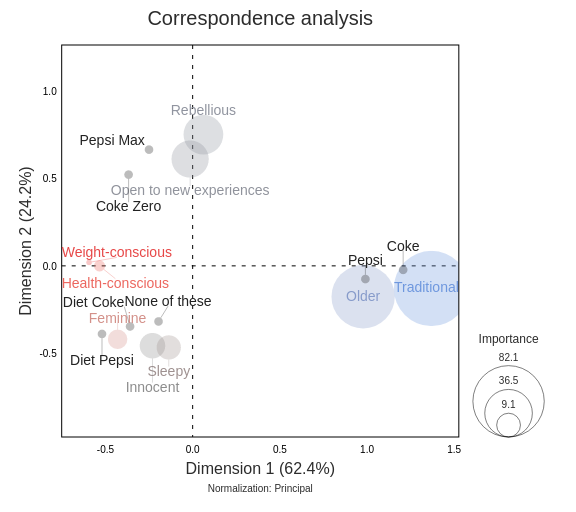 Correspondence analysis
1.0
Rebellious
Pepsi Max
0.5
Open to new experiences
Coke Zero
Coke
Weight-conscious
Pepsi
0.0
Health-conscious
Traditional
Older
Diet Coke None of these
Feminine
-0.5
Diet Pepsi
Sleepy
Innocent
Dimension 2 (24.2%)
-0.5 0.0 0.5 1.0 1.5
Dimension 1 (62.4%)
Normalization: Principal
Importance
82.1
36.5
9.1